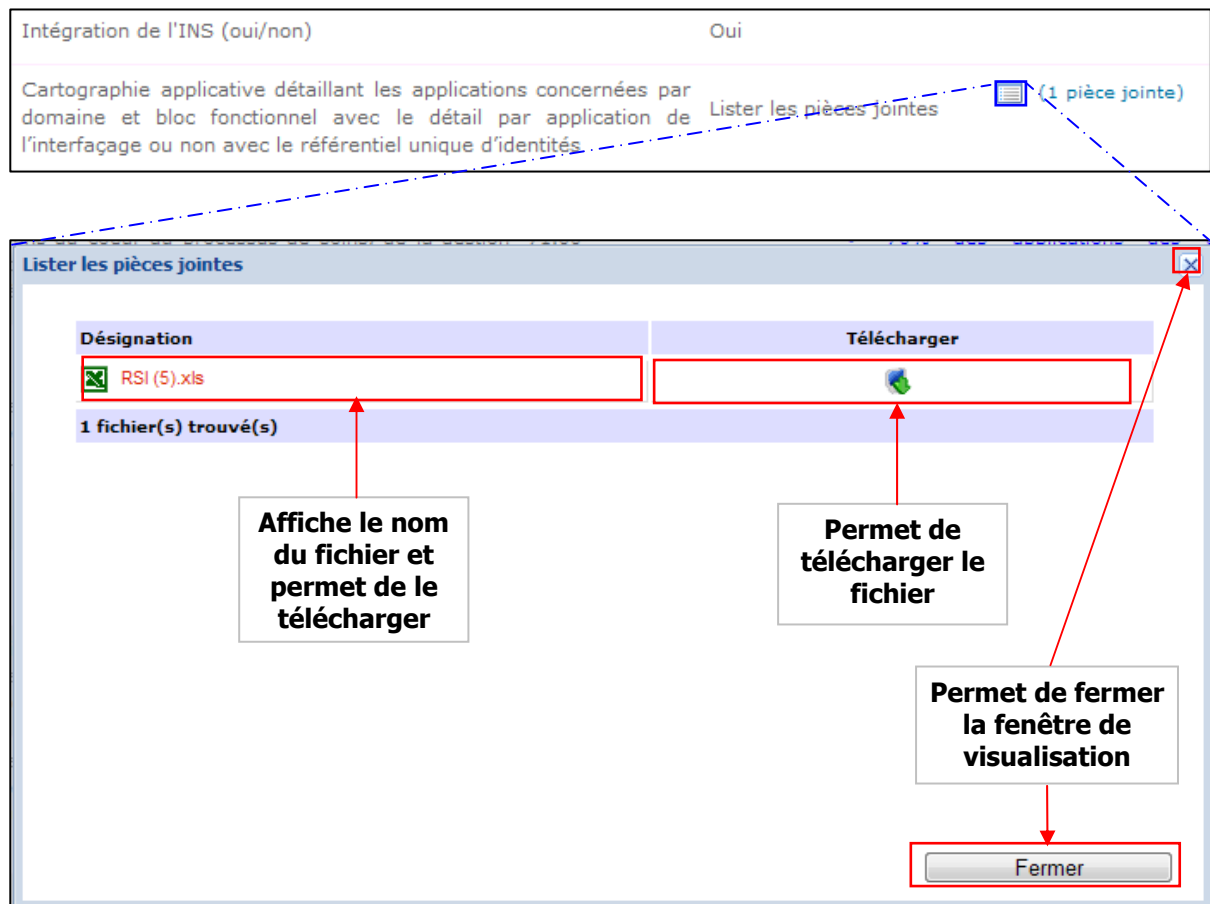 Intégration de l'INS (oui/non) Oui
Cartographie applicative détaillant les applications concernées par
domaine et bloc fonctionnel avec le détail par application de
l'interfaçage ou non avec le référentiel unique d'identités
Lister les pièces jointes (1 pièce jointe)
Lister les pièces jointes
Désignation Télécharger
RSI (5).xls
1 fichier(s) trouvé(s)
Affiche le nom
du fichier et
permet de le
télécharger
Permet de
télécharger le
fichier
Permet de fermer
la fenêtre de
visualisation
Fermer